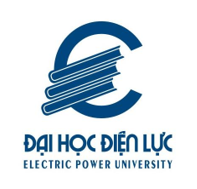 ĐẠI HỌC ĐIỆN LỰC
ELECTRIC POWER UNIVERSITY